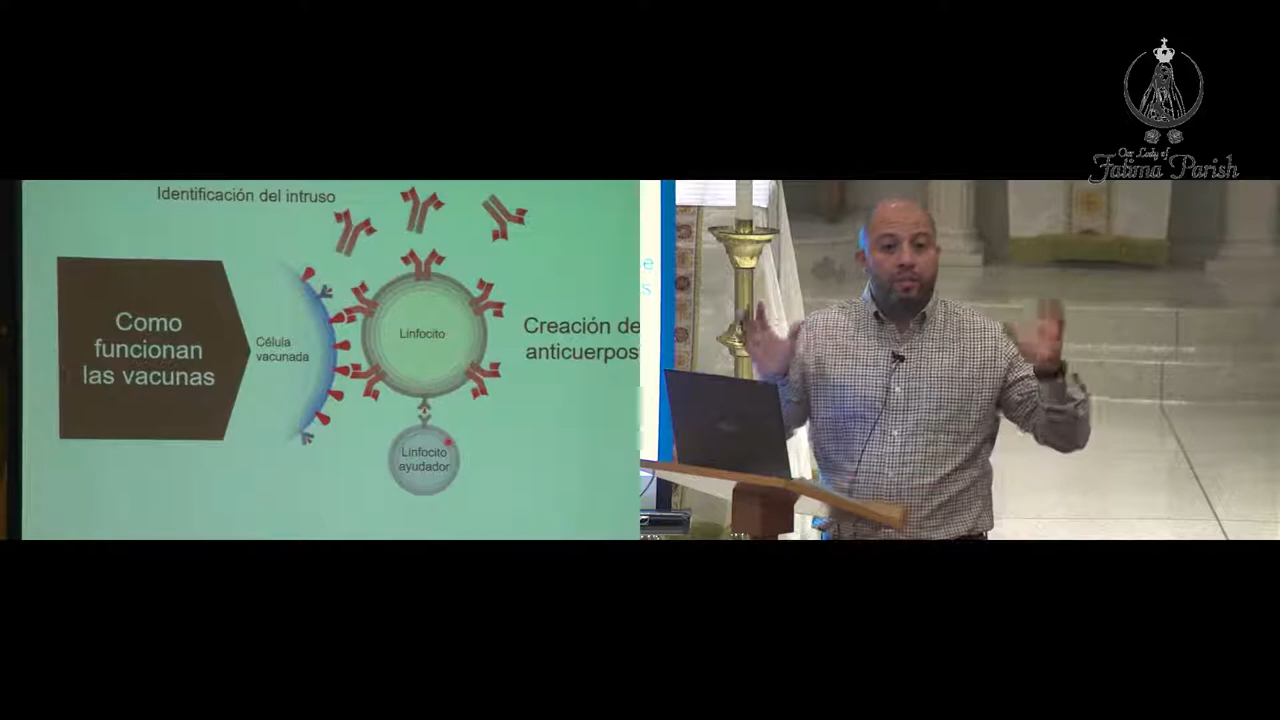 Our Lady of
Fatima Parish
Identificación del intruso
Como
funcionan
las vacunas
Célula
vacunada
Linfocito
Creación de
anticuerpos
Linfocito
ayudador
e
s